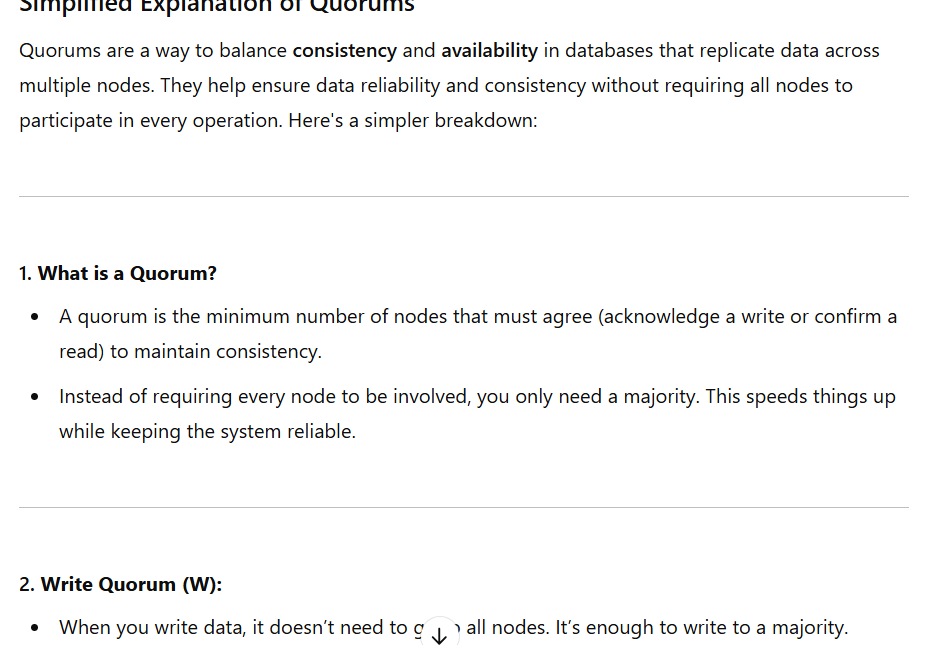 Simplified Explanation of Quorums
Quorums are a way to balance consistency and availability in databases that replicate data across
multiple nodes. They help ensure data reliability and consistency without requiring all nodes to
participate in every operation. Here's a simpler breakdown:
1. What is a Quorum?
• A quorum is the minimum number of nodes that must agree (acknowledge a write or confirm a
read) to maintain consistency.
• Instead of requiring every node to be involved, you only need a majority. This speeds things up
while keeping the system reliable.
2. Write Quorum (W):
• When you write data, it doesn’t need to all nodes. It’s enough to write to a majority.